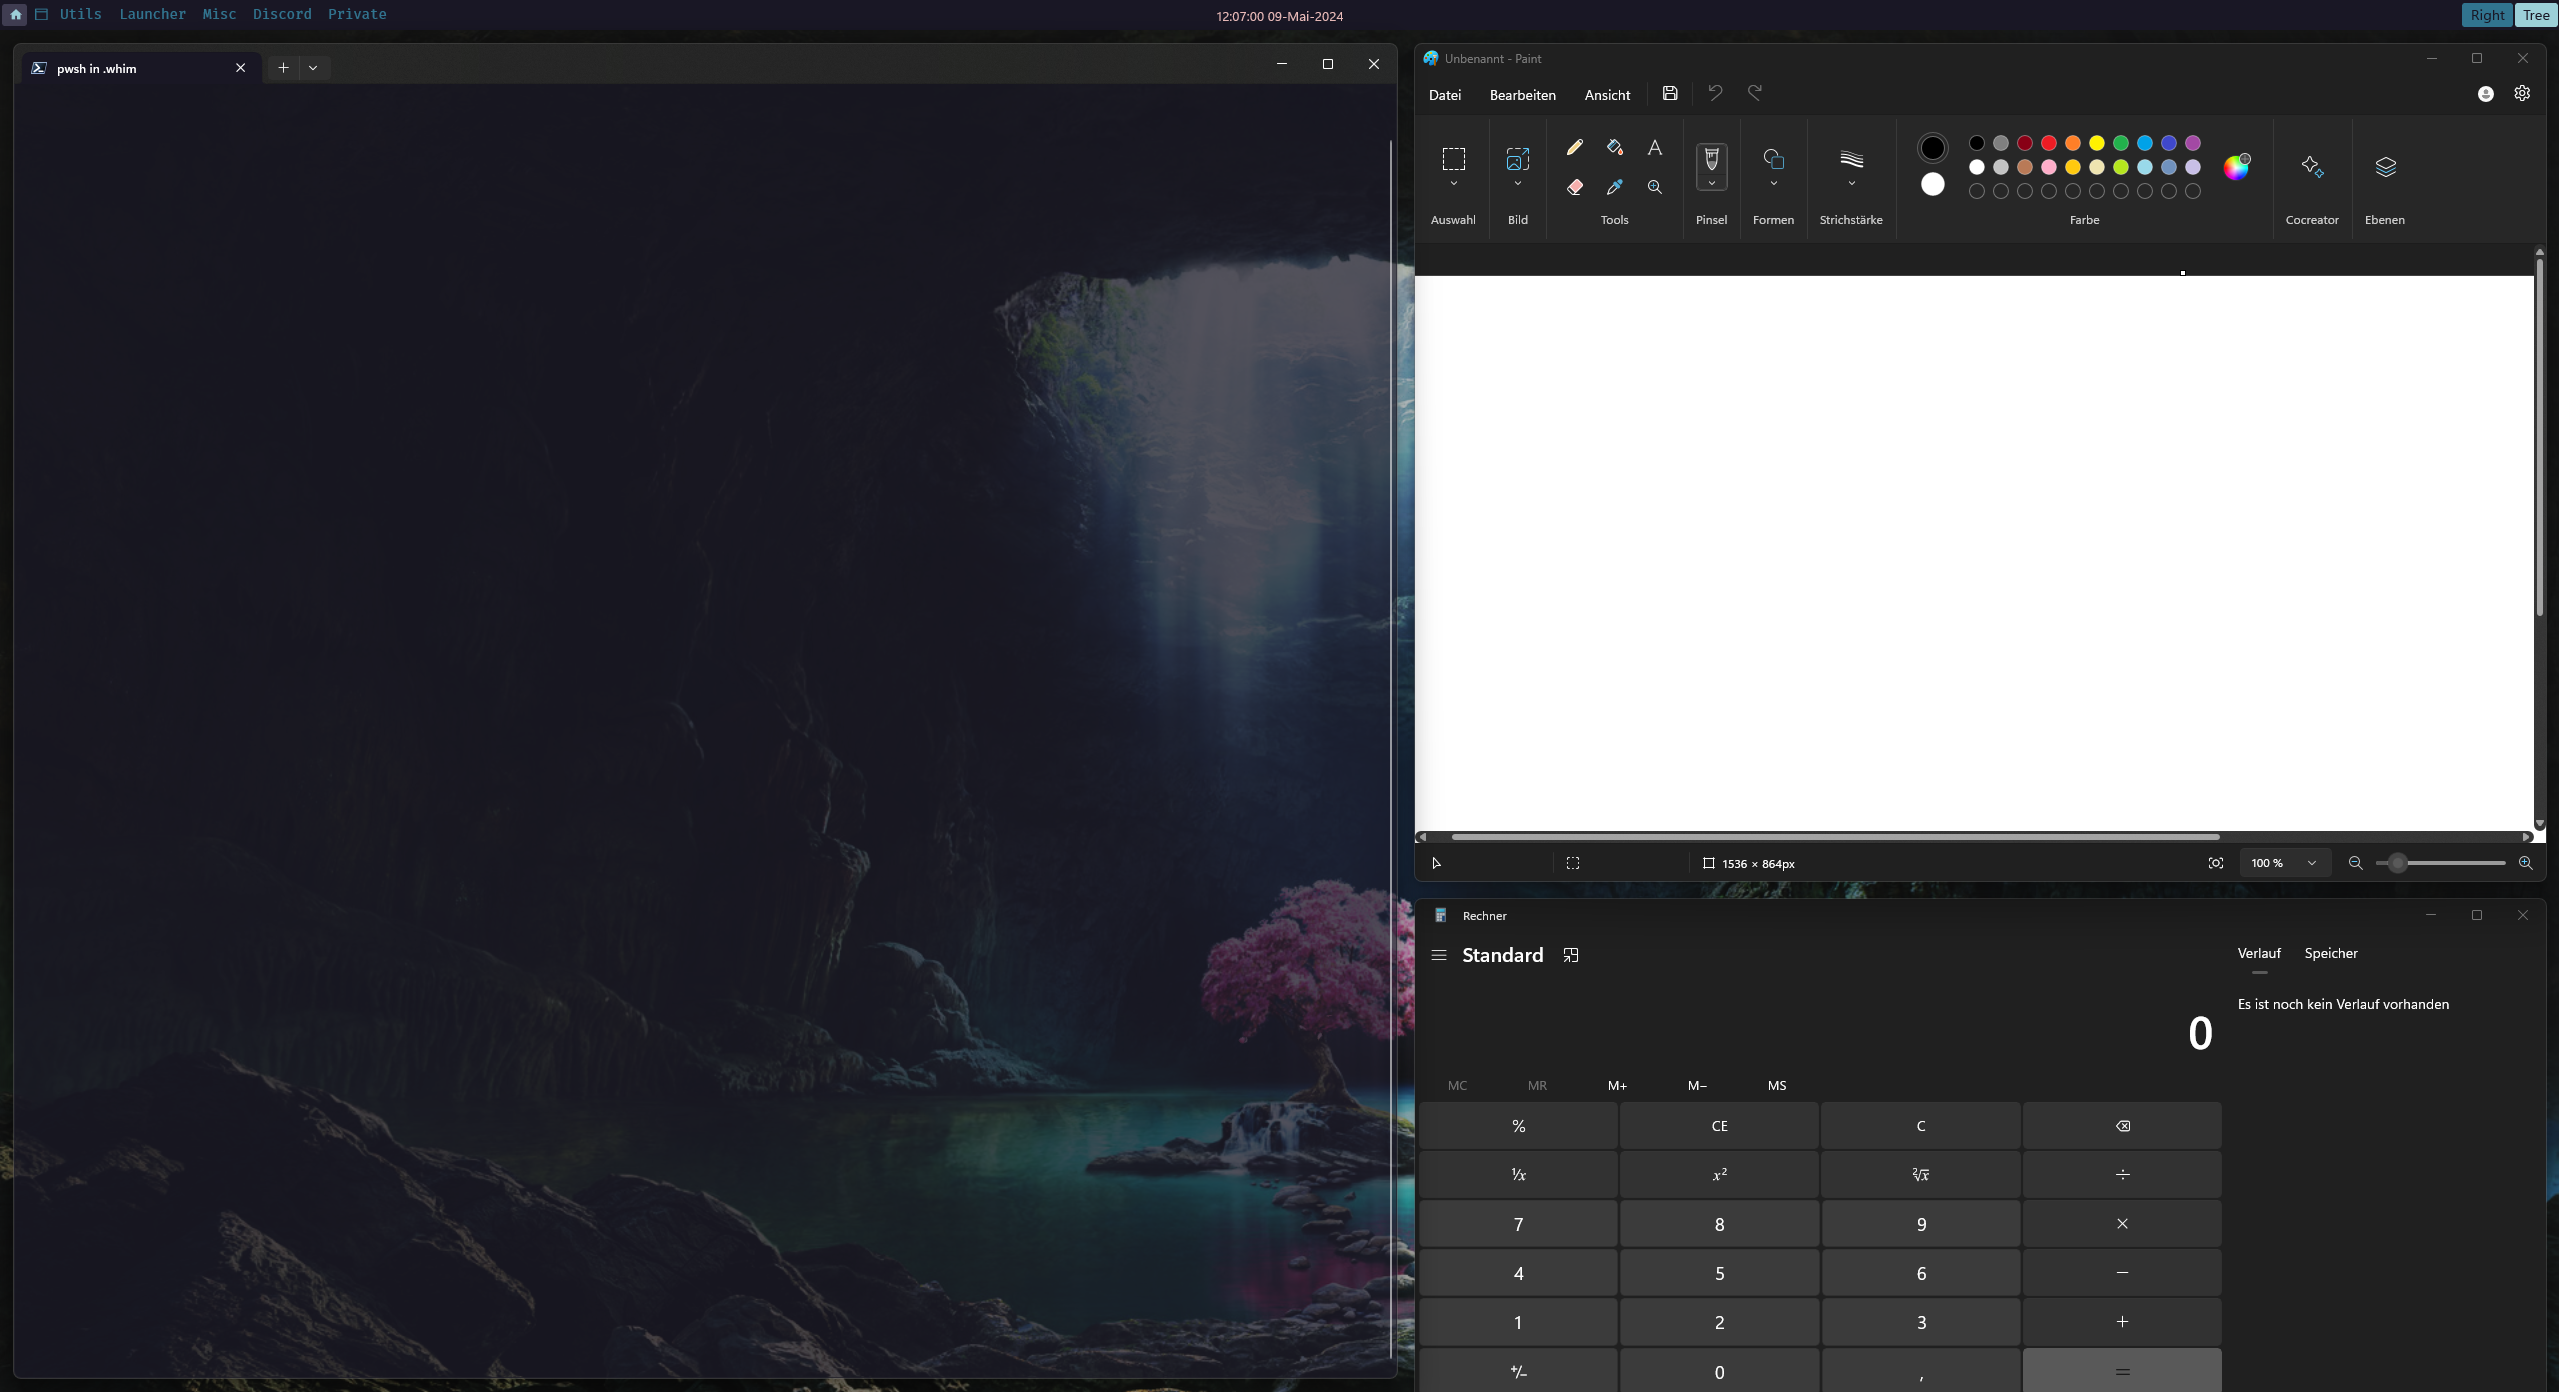 Utils Launcher Misc Discord Private
12:07:00 09-Mai-2024
Right Tree
pwsh in .whim
Unbenannt - Paint
Datei Bearbeiten Ansicht
A
Auswahl Bild Tools Pinsel Formen Strichstärke Farbe Cocreator Ebenen
1536 × 864px
100 %
Rechner
Standard
Verlauf Speicher
Es ist noch kein Verlauf vorhanden
0
MC MR M+ M− MS
% CE C
⅟x x² ²√x ÷
7 8 9 ×
4 5 6 −
1 2 3 +
+/− 0 , =